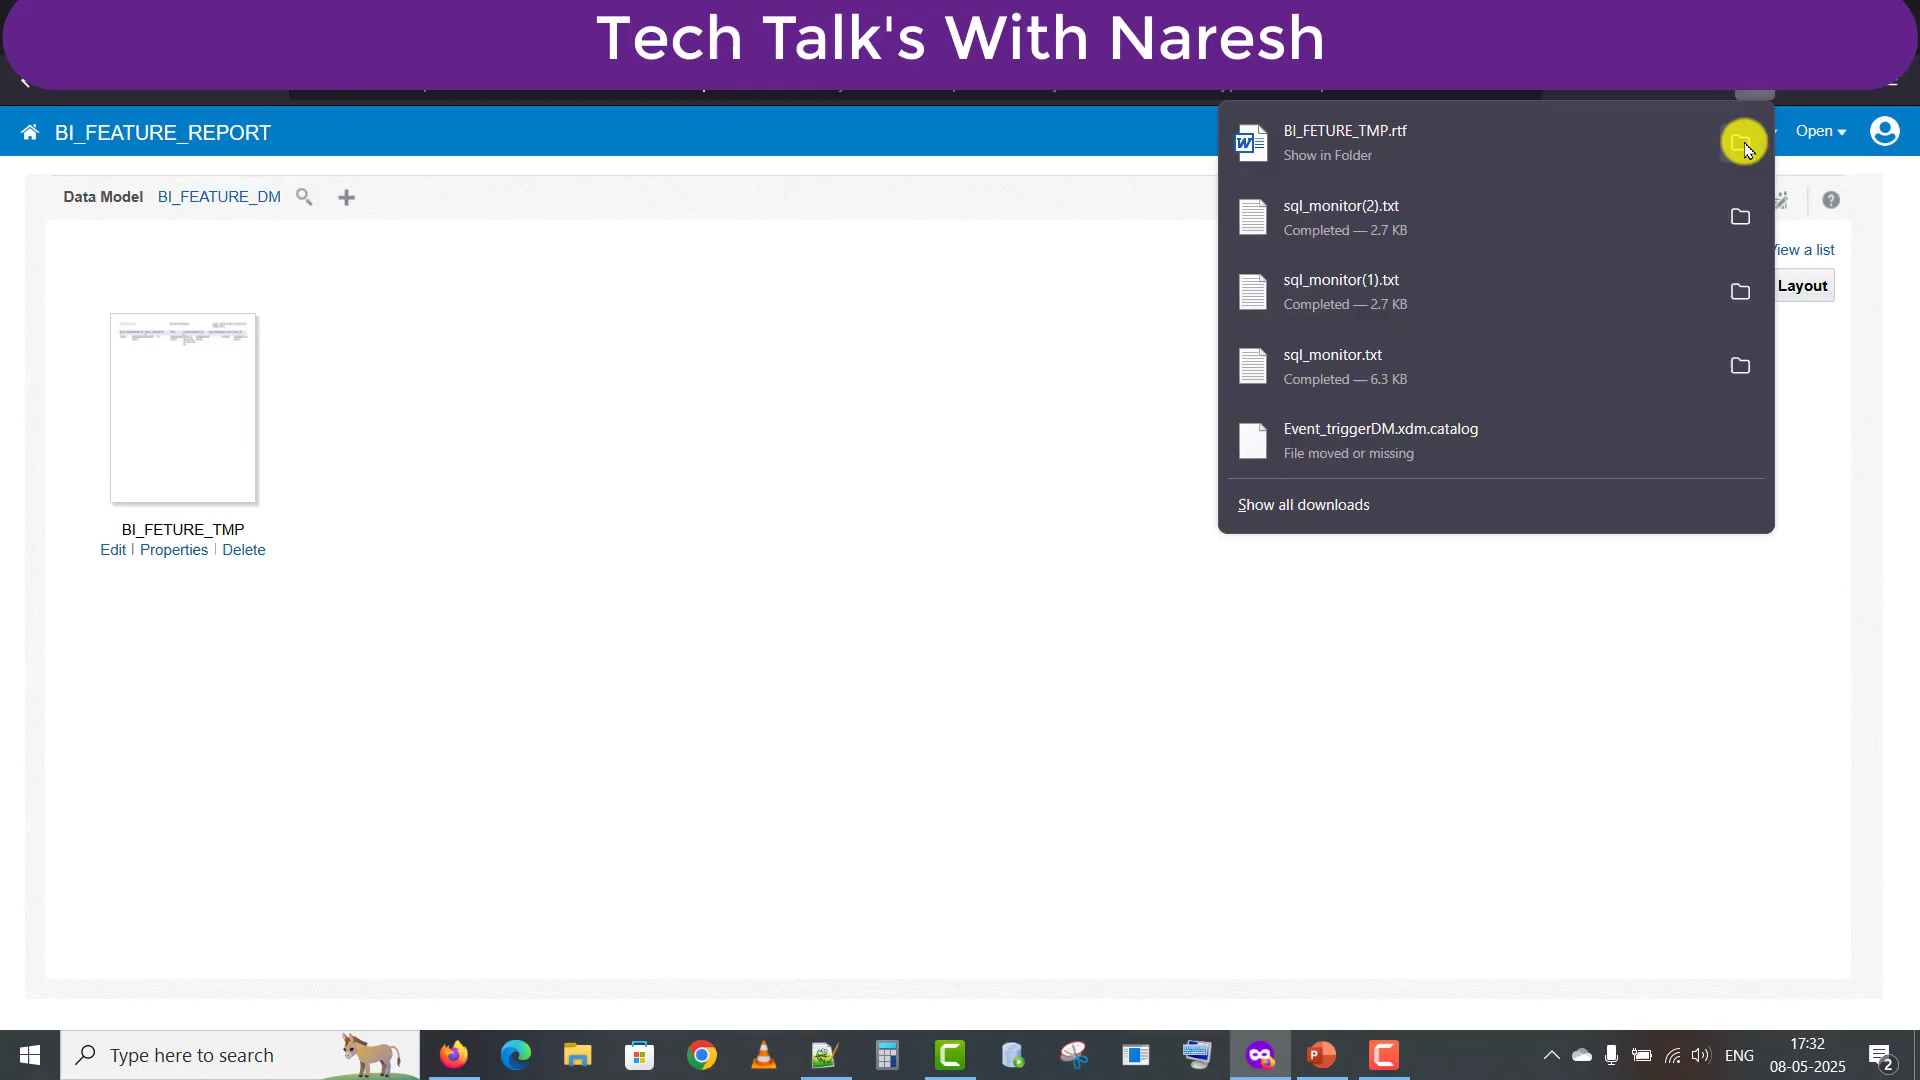 Tech Talk's With Naresh
BI_FEATURE_REPORT
Open
Data Model BI_FEATURE_DM
BI_FETURE_TMP.rtf
Show in Folder
sql_monitor(2).txt
Completed — 2.7 KB
sql_monitor(1).txt
Completed — 2.7 KB
sql_monitor.txt
Completed — 6.3 KB
Event_triggerDM.xdm.catalog
File moved or missing
Show all downloads
View a list
Layout
BI_FETURE_TMP
Edit | Properties | Delete
Type here to search
ENG
17:32
08-05-2025
2